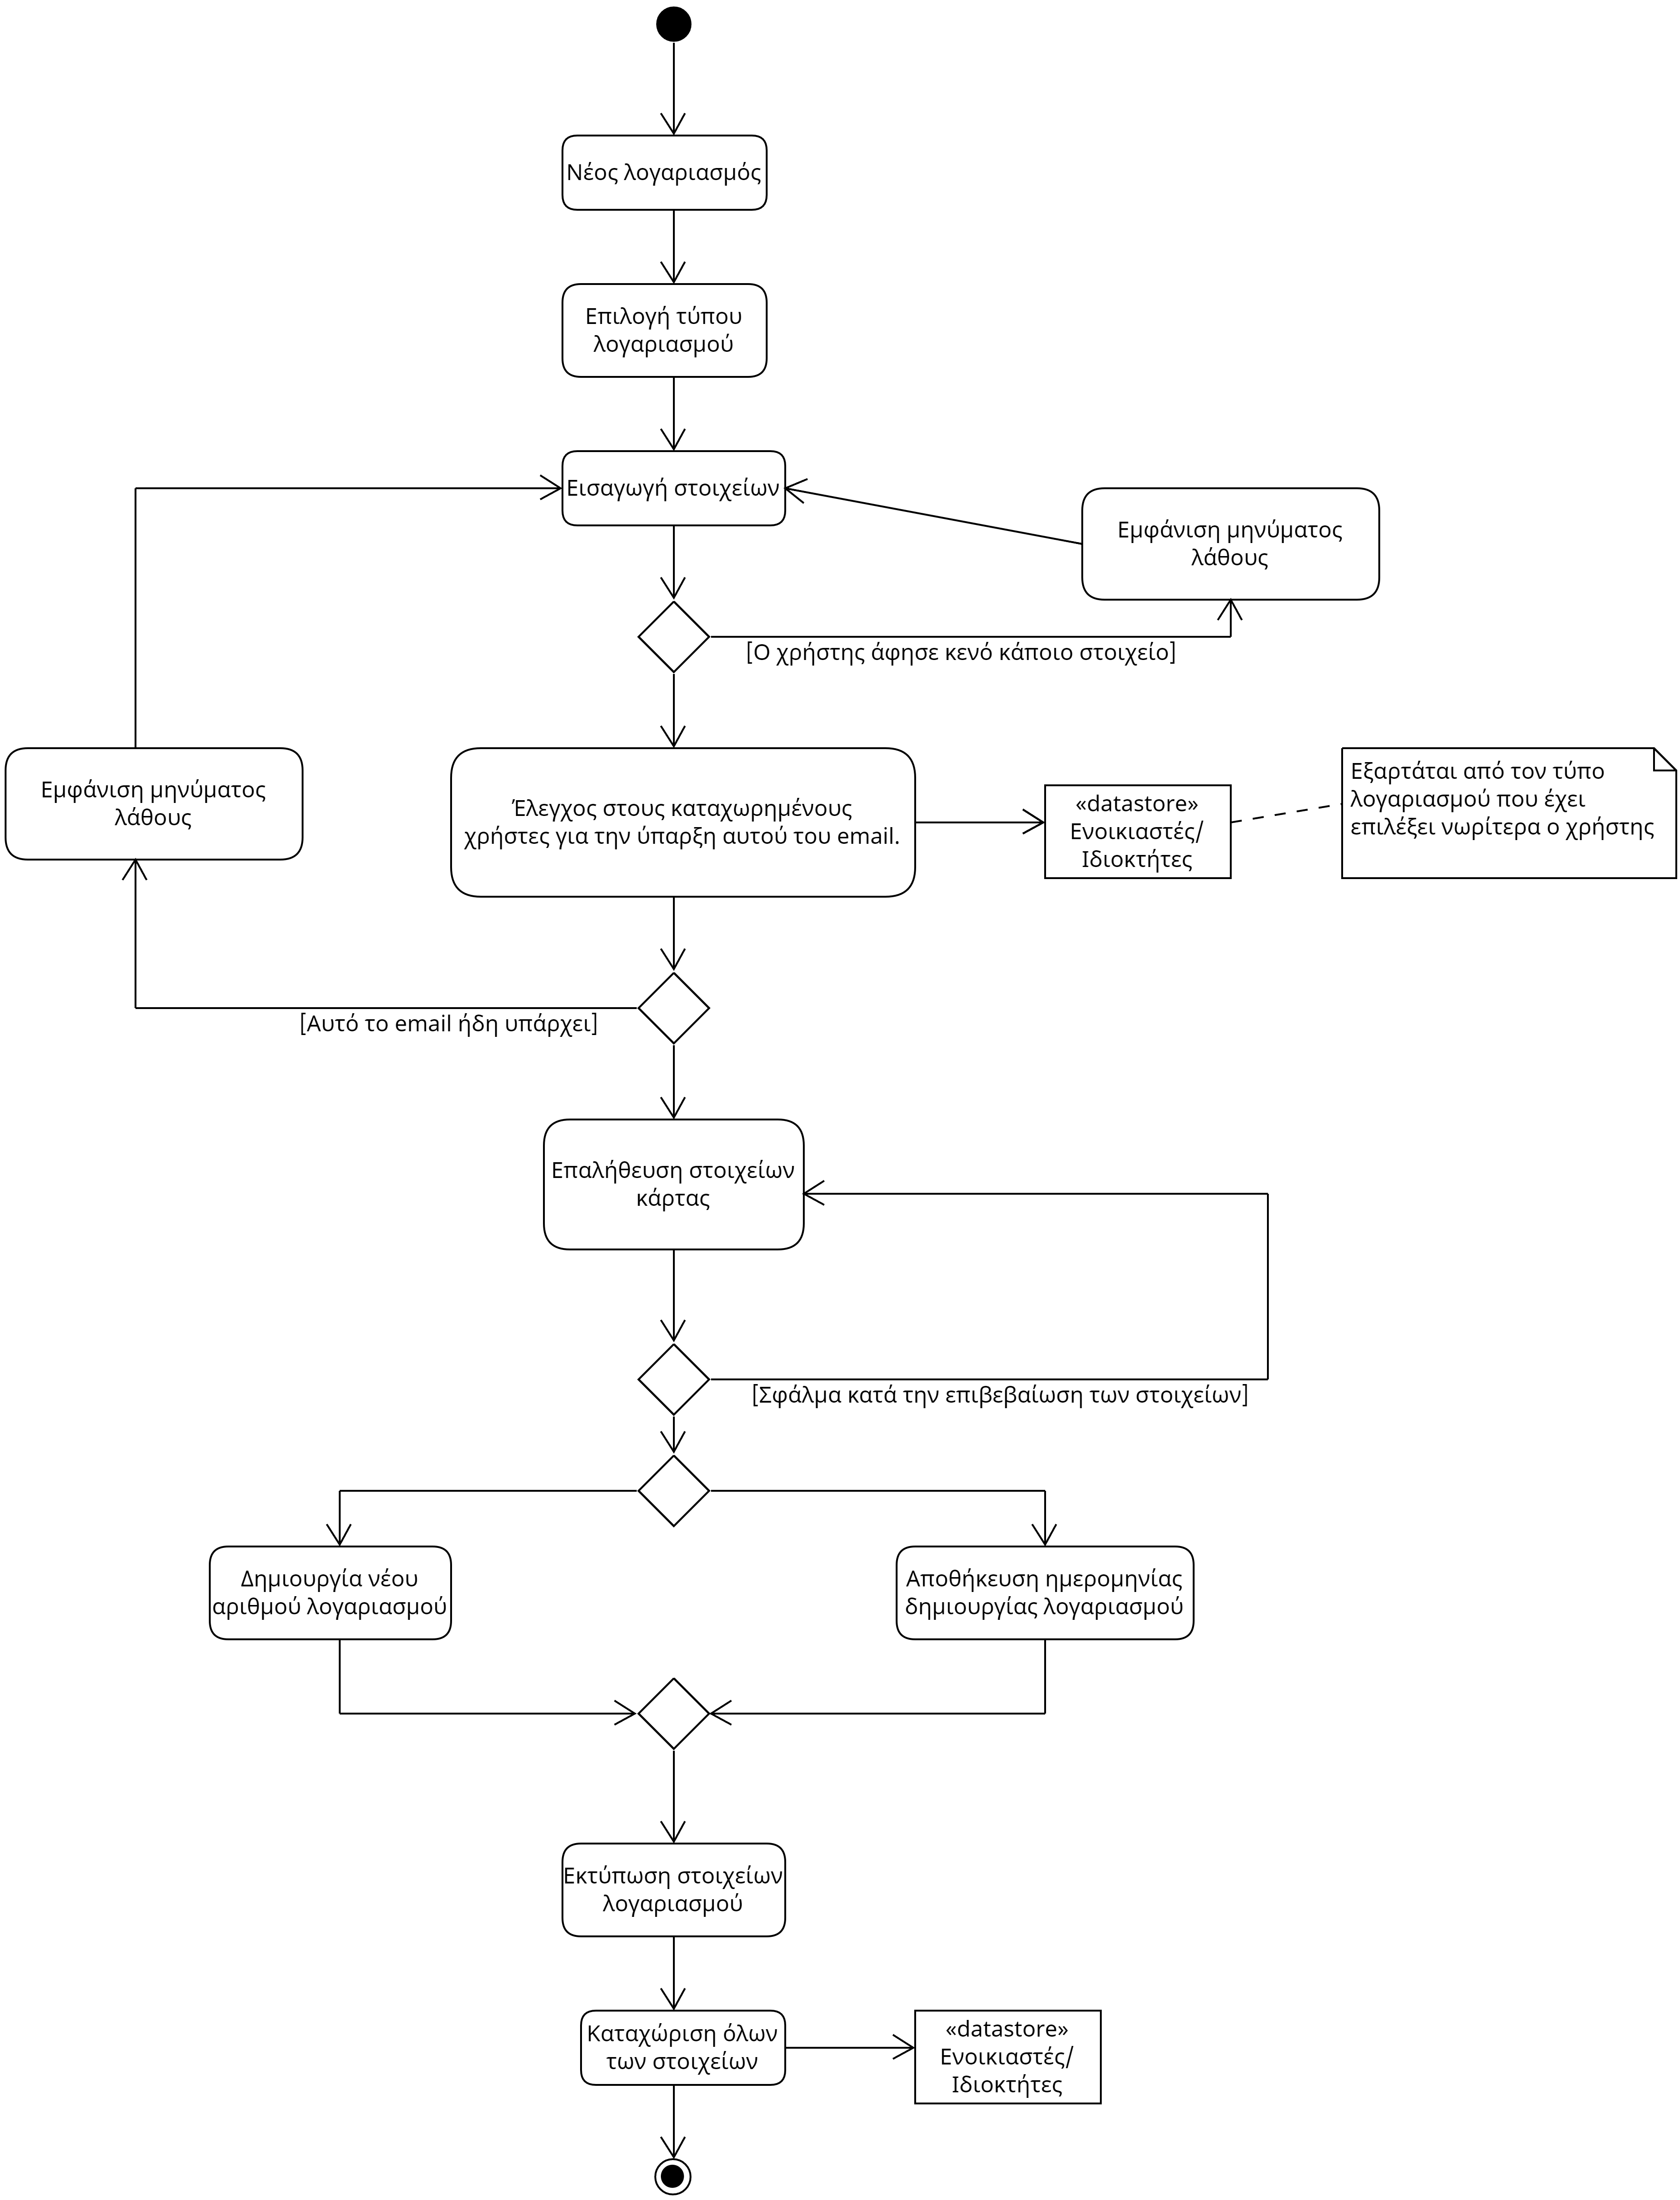 Νέος λογαριασμός
Επιλογή τύπου
λογαριασμού
Εισαγωγή στοιχείων
Εμφάνιση μηνύματος
λάθους
[Ο χρήστης άφησε κενό κάποιο στοιχείο]
Εμφάνιση μηνύματος
λάθους
Έλεγχος στους καταχωρημένους
χρήστες για την ύπαρξη αυτού του email.
«datastore»
Ενοικιαστές/
Ιδιοκτήτες
Εξαρτάται από τον τύπο
λογαριασμού που έχει
επιλέξει νωρίτερα ο χρήστης
[Αυτό το email ήδη υπάρχει]
Επαλήθευση στοιχείων
κάρτας
[Σφάλμα κατά την επιβεβαίωση των στοιχείων]
Δημιουργία νέου
αριθμού λογαριασμού
Αποθήκευση ημερομηνίας
δημιουργίας λογαριασμού
Εκτύπωση στοιχείων
λογαριασμού
Καταχώριση όλων
των στοιχείων
«datastore»
Ενοικιαστές/
Ιδιοκτήτες